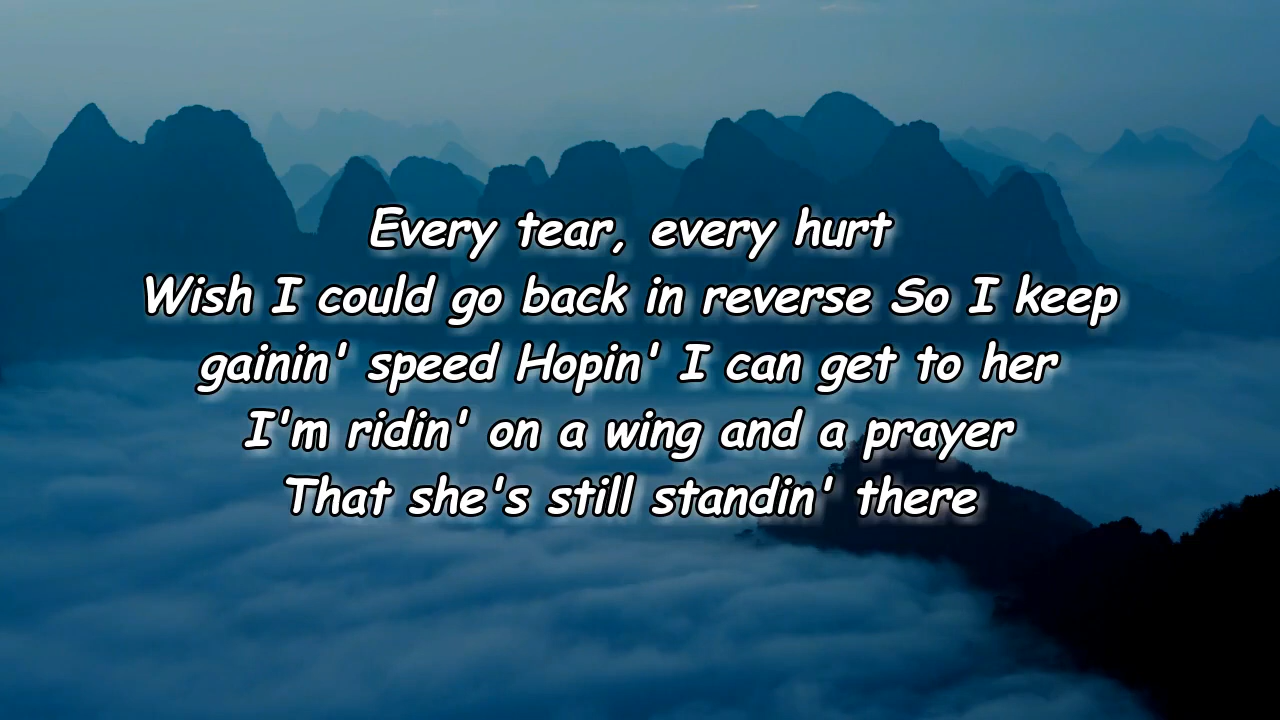 Every tear, every hurt
Wish I could go back in reverse So I keep
gainin' speed Hopin' I can get to her
I'm ridin' on a wing and a prayer
That she's still standin' there